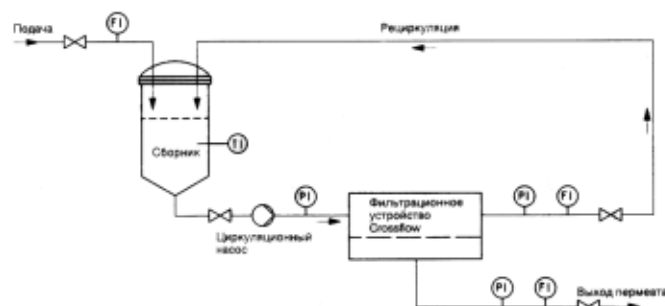 Подача
FI
Рециркуляция
Сборник
TI
PI
Фильтрационное
устройство
Crossflow
PI
FI
Циркуляционный
насос
PI
FI
Выход пермеата